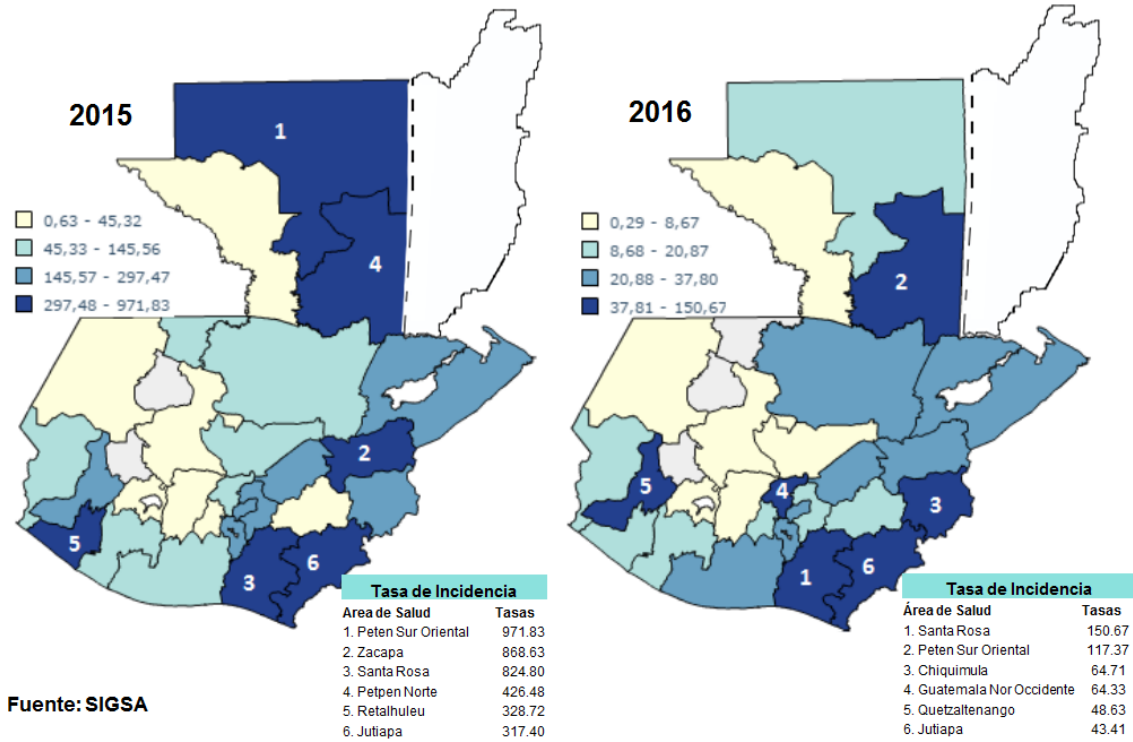 2015
1
0,63 - 45,32
45,33 - 145,56
145,57 - 297,47
297,48 - 971,83
4
2
5
3
6
Tasa de Incidencia
Area de Salud Tasas
1. Peten Sur Oriental 971.83
2. Zacapa 868.63
3. Santa Rosa 824.80
4. Petpen Norte 426.48
5. Retalhuleu 328.72
6. Jutiapa 317.40
Fuente: SIGSA
2016
0,29 - 8,67
8,68 - 20,87
20,88 - 37,80
37,81 - 150,67
2
5
4
3
1
6
Tasa de Incidencia
Área de Salud Tasas
1. Santa Rosa 150.67
2. Peten Sur Oriental 117.37
3. Chiquimula 64.71
4. Guatemala Nor Occidente 64.33
5. Quetzaltenango 48.63
6. Jutiapa 43.41